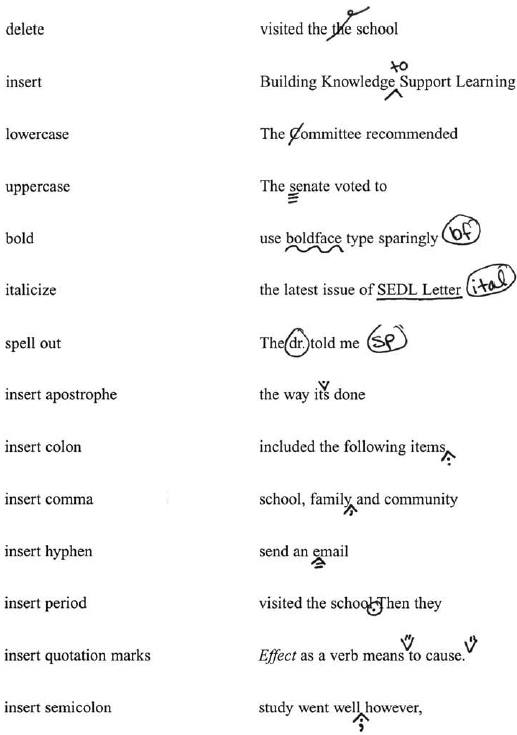 delete visited the the school
to
insert Building Knowledge Support Learning
lowercase The Committee recommended
uppercase The senate voted to
bold use boldface type sparingly bf
italicize the latest issue of SEDL Letter ital
spell out The dr. told me sp
insert apostrophe the way its done
insert colon included the following items
insert comma school, family and community
insert hyphen send an email
insert period visited the school Then they
insert quotation marks Effect as a verb means to cause.
insert semicolon study went well however,